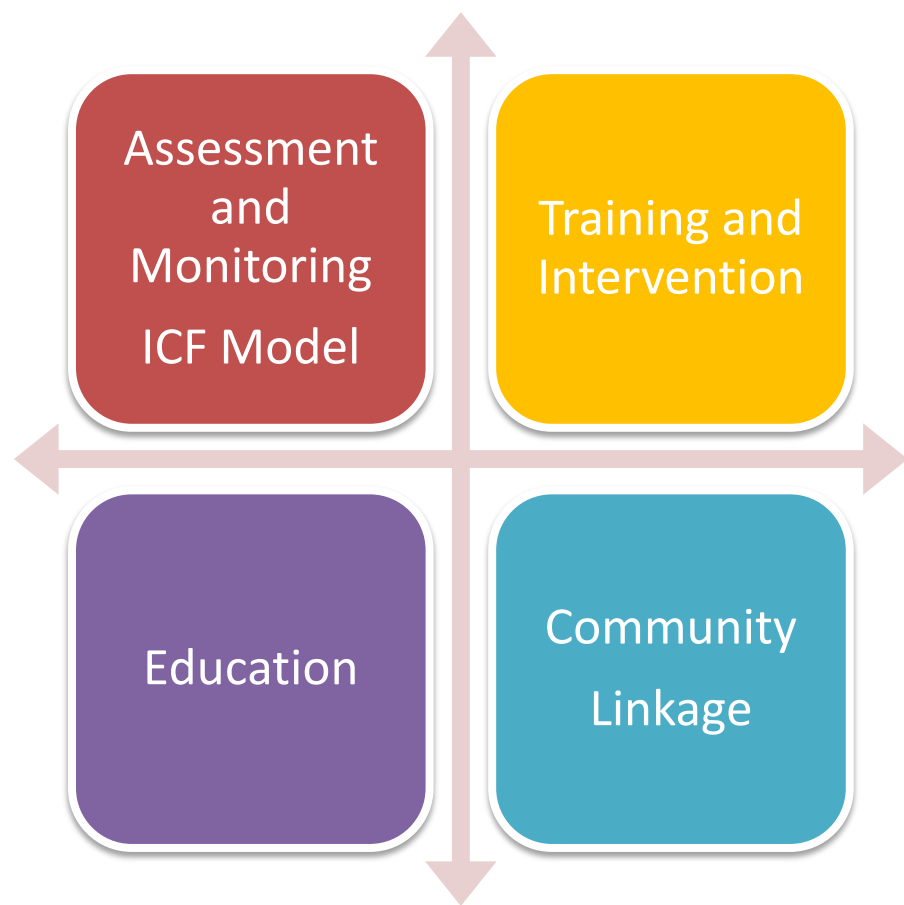 Assessment
and
Monitoring
ICF Model
Training and
Intervention
Education
Community
Linkage